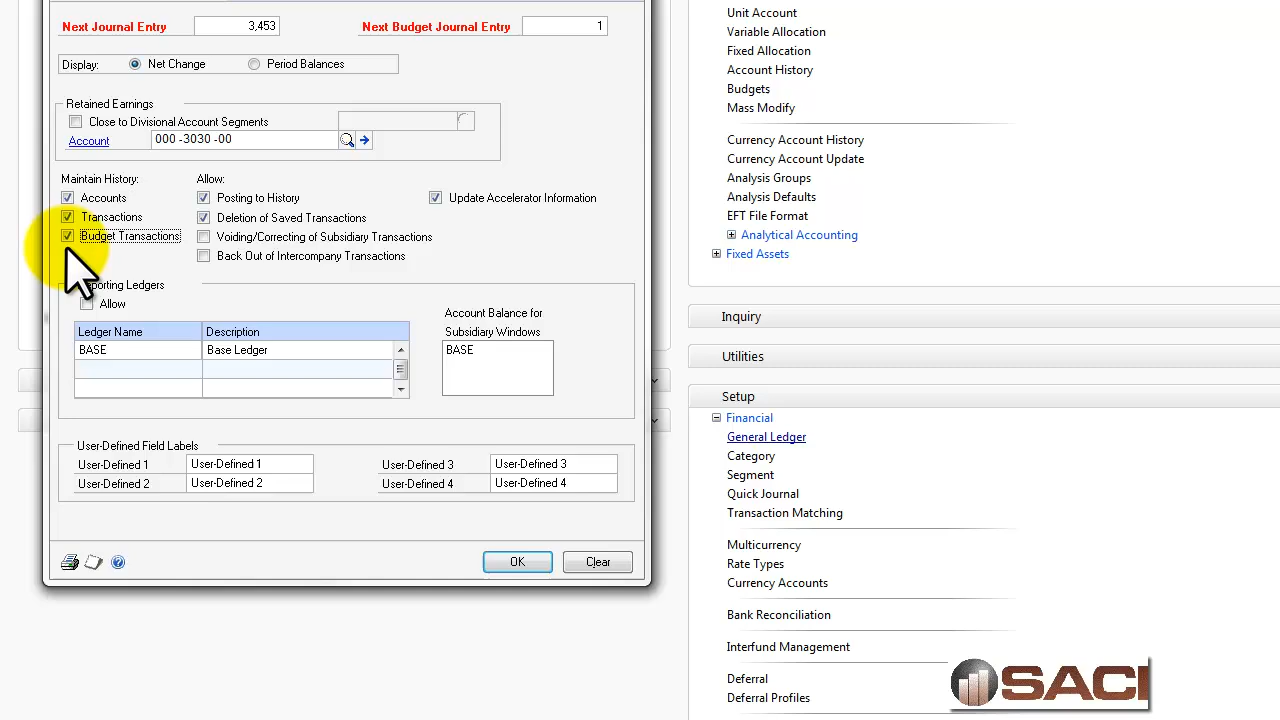 Next Journal Entry 3,453 Next Budget Journal Entry 1
Display: Net Change Period Balances
Retained Earnings
Close to Divisional Account Segments
Account 000 -3030 -00
Maintain History: Allow:
Accounts Posting to History Update Accelerator Information
Transactions Deletion of Saved Transactions
Budget Transactions Voiding/Correcting of Subsidiary Transactions
Back Out of Intercompany Transactions
Ledgers
Allow
Account Balance for
Subsidiary Windows
Ledger Name Description
BASE Base Ledger BASE
User-Defined Field Labels
User-Defined 1 User-Defined 1 User-Defined 3 User-Defined 3
User-Defined 2 User-Defined 2 User-Defined 4 User-Defined 4
OK Clear
Unit Account
Variable Allocation
Fixed Allocation
Account History
Budgets
Mass Modify
Currency Account History
Currency Account Update
Analysis Groups
Analysis Defaults
EFT File Format
Analytical Accounting
Fixed Assets
Inquiry
Utilities
Setup
Financial
General Ledger
Category
Segment
Quick Journal
Transaction Matching
Multicurrency
Rate Types
Currency Accounts
Bank Reconciliation
Interfund Management
Deferral
Deferral Profiles
SACI